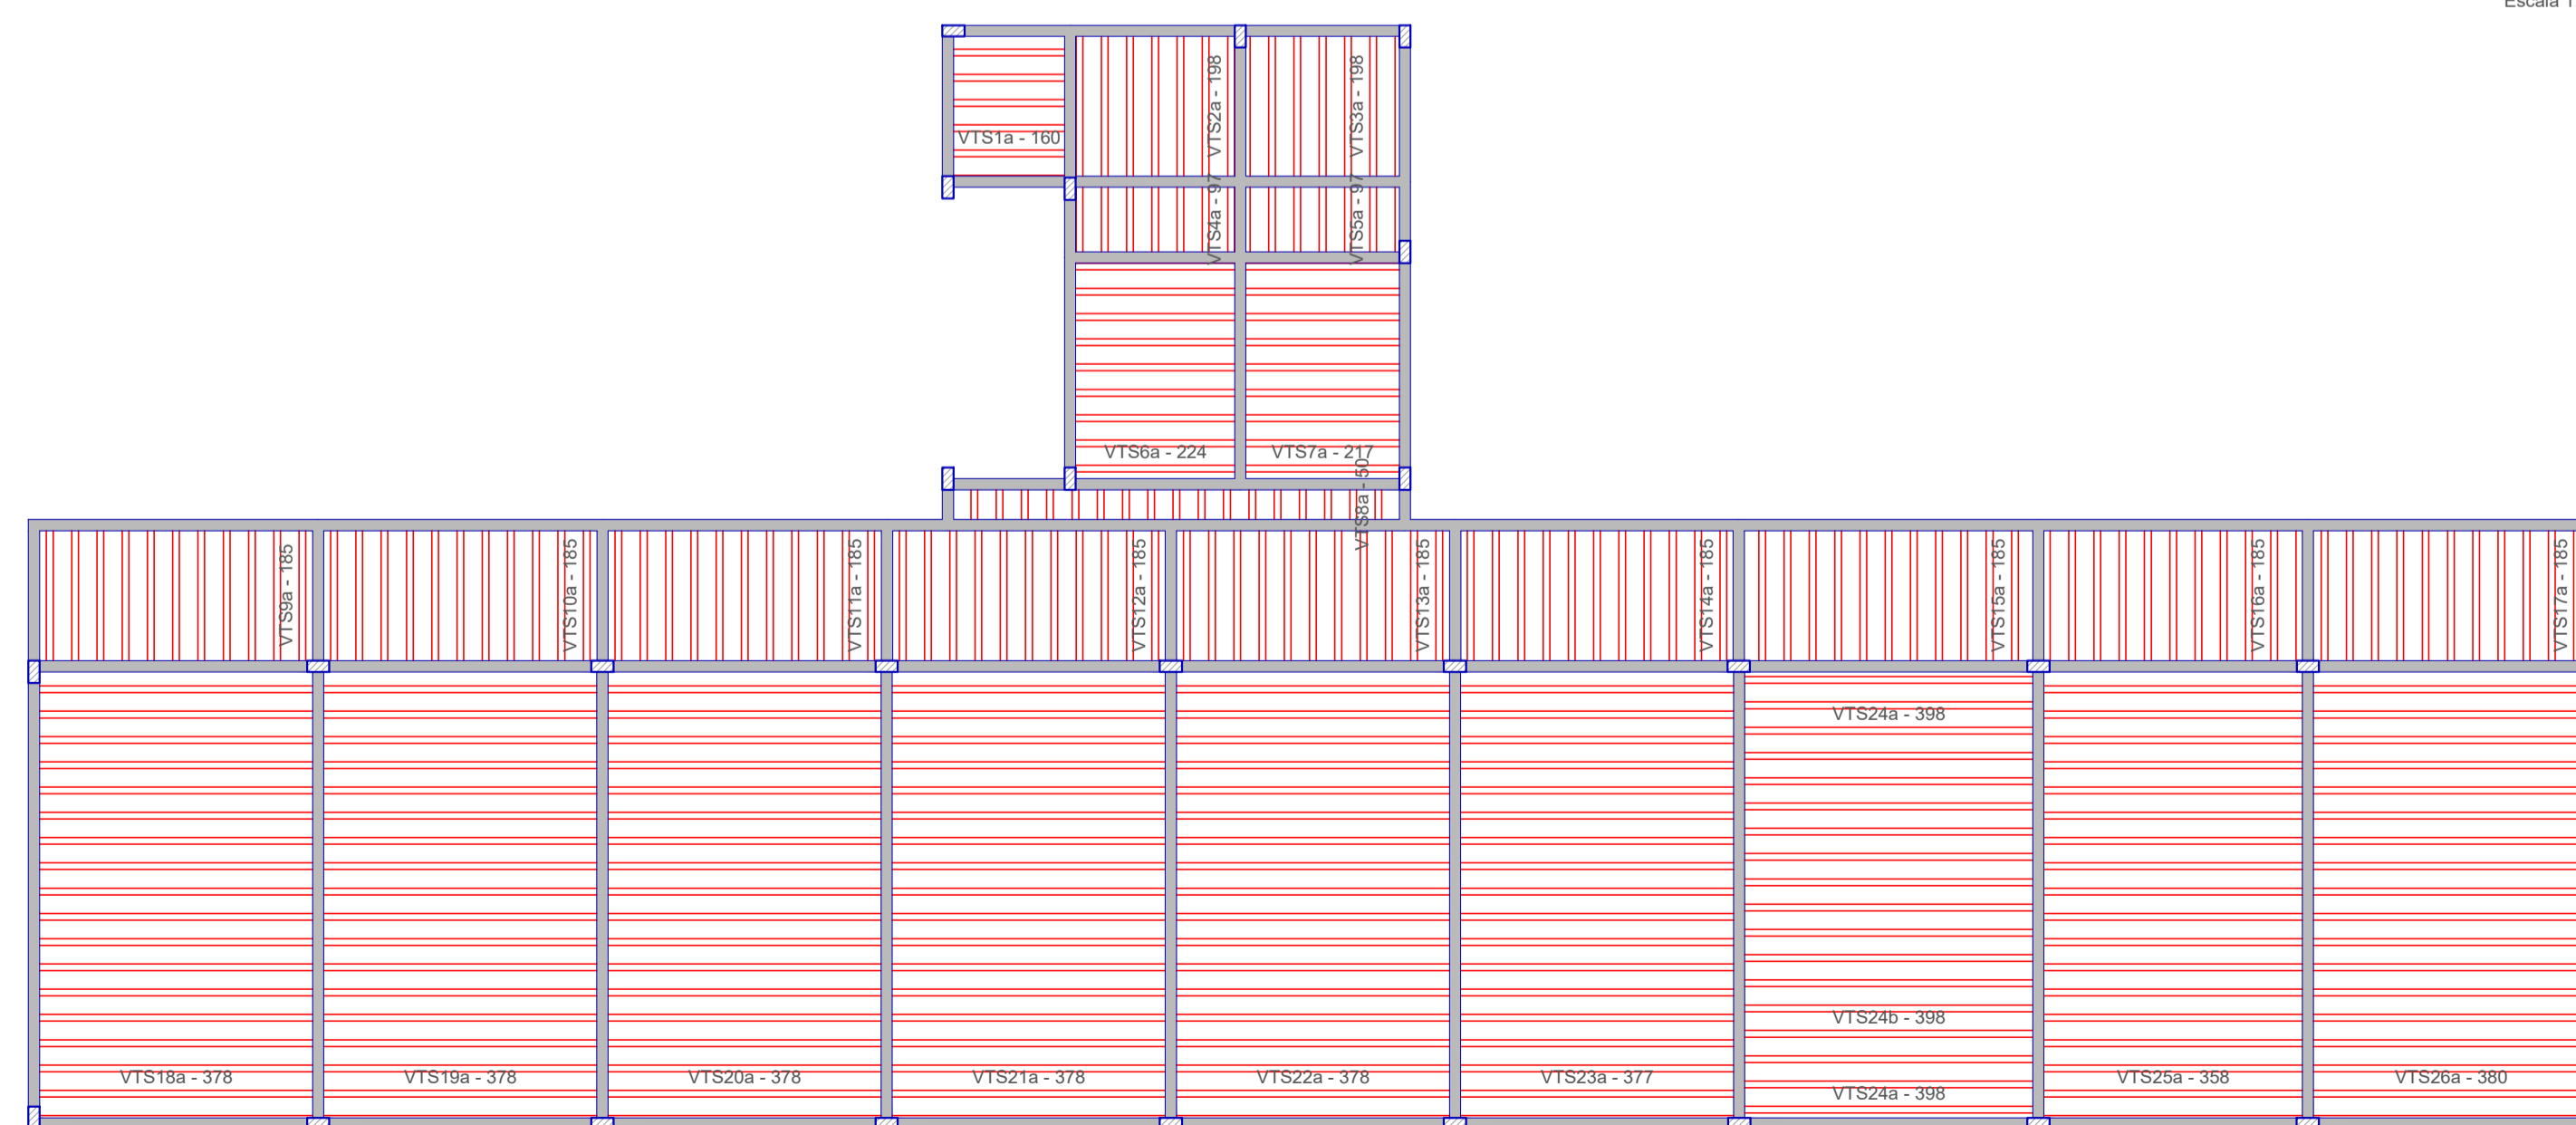 Escala 1
VTS1a - 160
VTS2a - 198
VTS3a - 198
VTS4a - 97
VTS5a - 97
VTS6a - 224
VTS7a - 217
VTS8a - 50
VTS9a - 185
VTS10a - 185
VTS11a - 185
VTS12a - 185
VTS13a - 185
VTS14a - 185
VTS15a - 185
VTS16a - 185
VTS17a - 185
VTS24a - 398
VTS24b - 398
VTS18a - 378
VTS19a - 378
VTS20a - 378
VTS21a - 378
VTS22a - 378
VTS23a - 377
VTS24a - 398
VTS25a - 358
VTS26a - 380